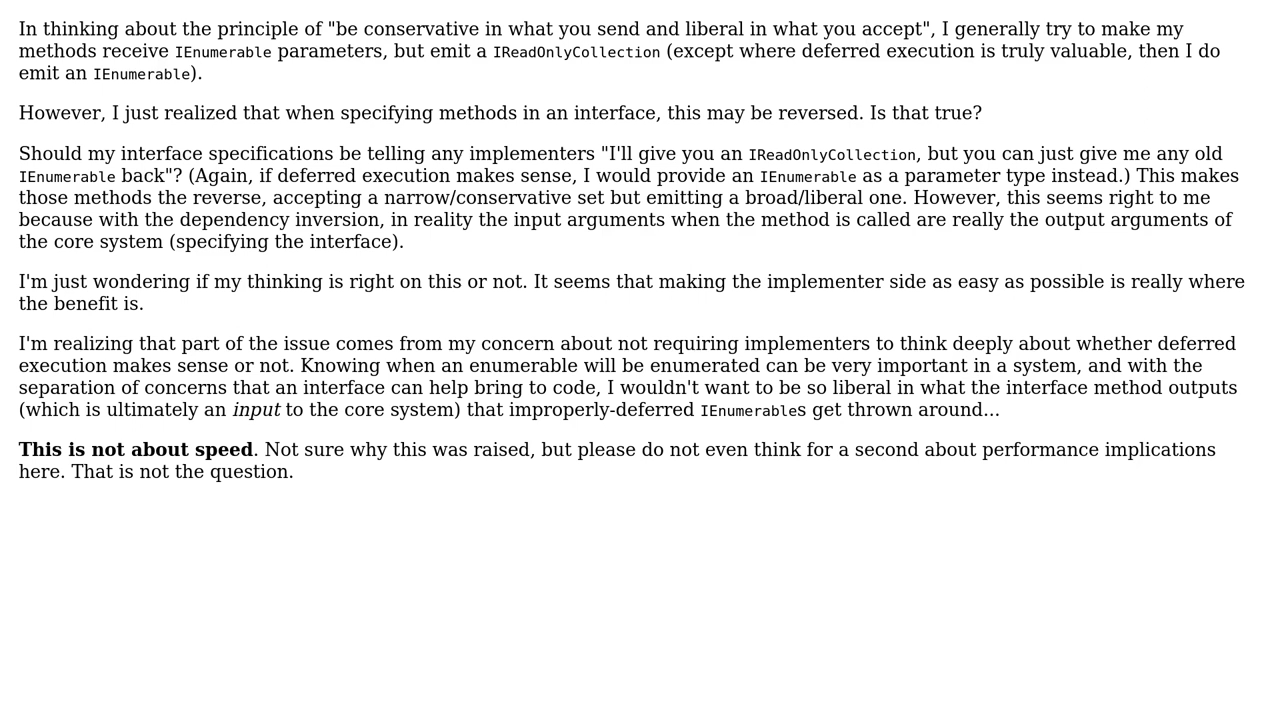 In thinking about the principle of "be conservative in what you send and liberal in what you accept", I generally try to make my
methods receive IEnumerable parameters, but emit a IReadOnlyCollection (except where deferred execution is truly valuable, then I do
emit an IEnumerable).
However, I just realized that when specifying methods in an interface, this may be reversed. Is that true?
Should my interface specifications be telling any implementers "I'll give you an IReadOnlyCollection, but you can just give me any old
IEnumerable back"? (Again, if deferred execution makes sense, I would provide an IEnumerable as a parameter type instead.) This makes
those methods the reverse, accepting a narrow/conservative set but emitting a broad/liberal one. However, this seems right to me
because with the dependency inversion, in reality the input arguments when the method is called are really the output arguments of
the core system (specifying the interface).
I'm just wondering if my thinking is right on this or not. It seems that making the implementer side as easy as possible is really where
the benefit is.
I'm realizing that part of the issue comes from my concern about not requiring implementers to think deeply about whether deferred
execution makes sense or not. Knowing when an enumerable will be enumerated can be very important in a system, and with the
separation of concerns that an interface can help bring to code, I wouldn't want to be so liberal in what the interface method outputs
(which is ultimately an input to the core system) that improperly-deferred IEnumerables get thrown around...
This is not about speed. Not sure why this was raised, but please do not even think for a second about performance implications
here. That is not the question.